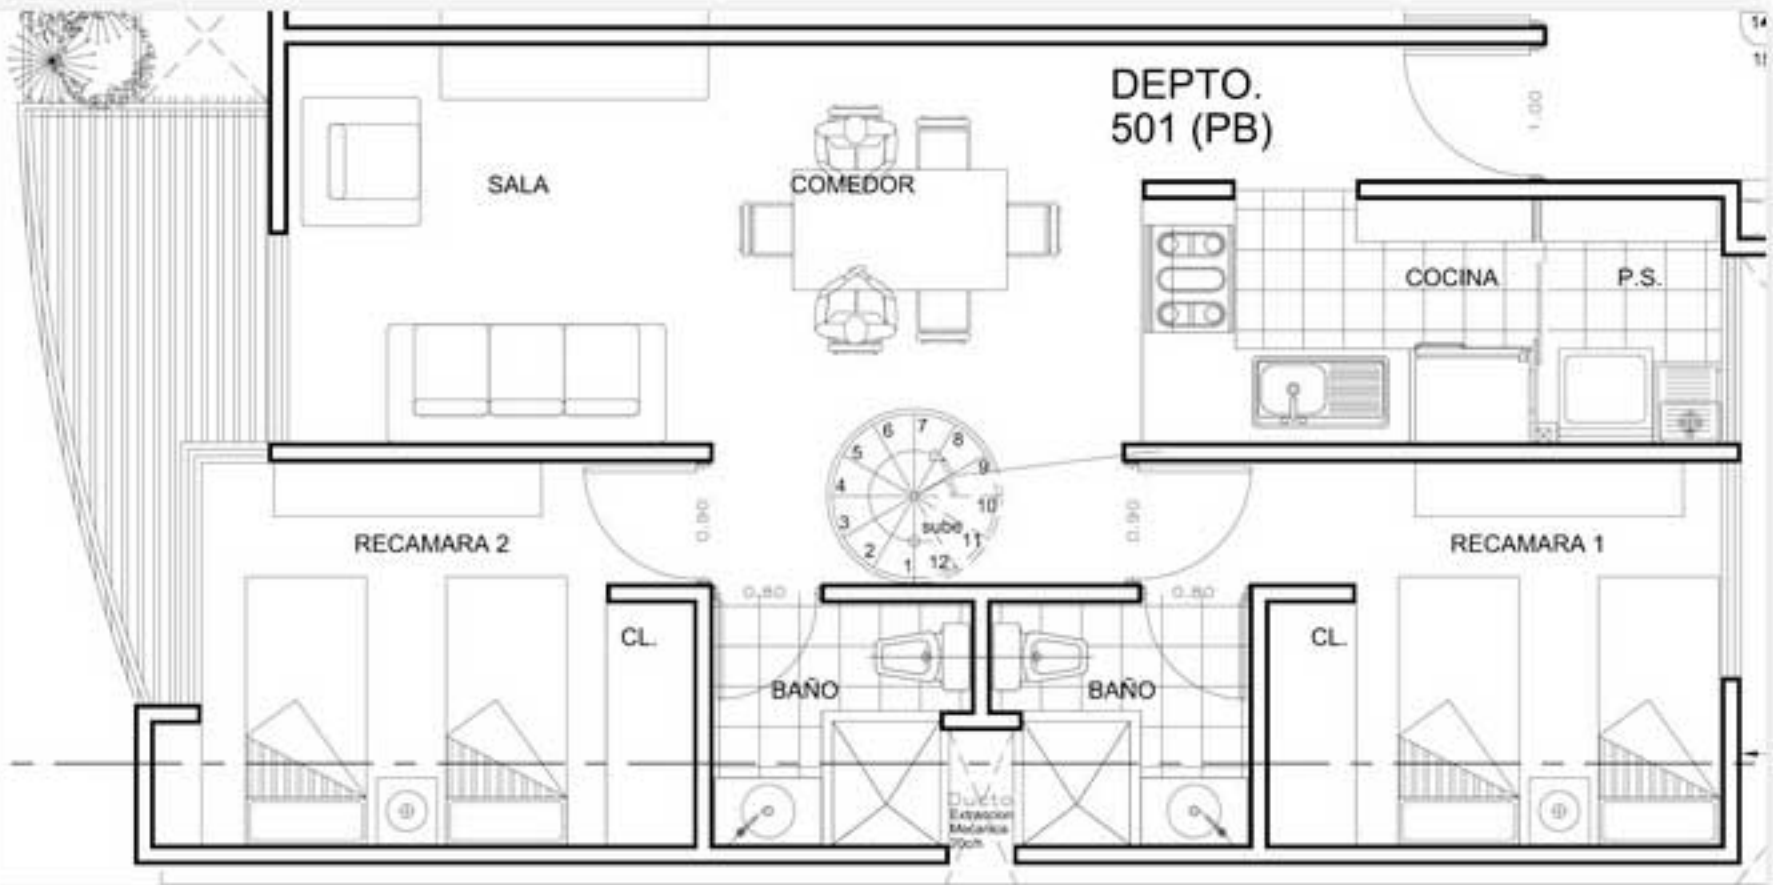 DEPTO.
501 (PB)
1.00
SALA
COMEDOR
COCINA
P.S.
7
6
8
5
9
4
10
3
sube
11
2
1
12
0.90
RECAMARA 2
RECAMARA 1
0.80
0.80
CL.
CL.
BAÑO
BAÑO
Ducto
Extraccion
Mecanica